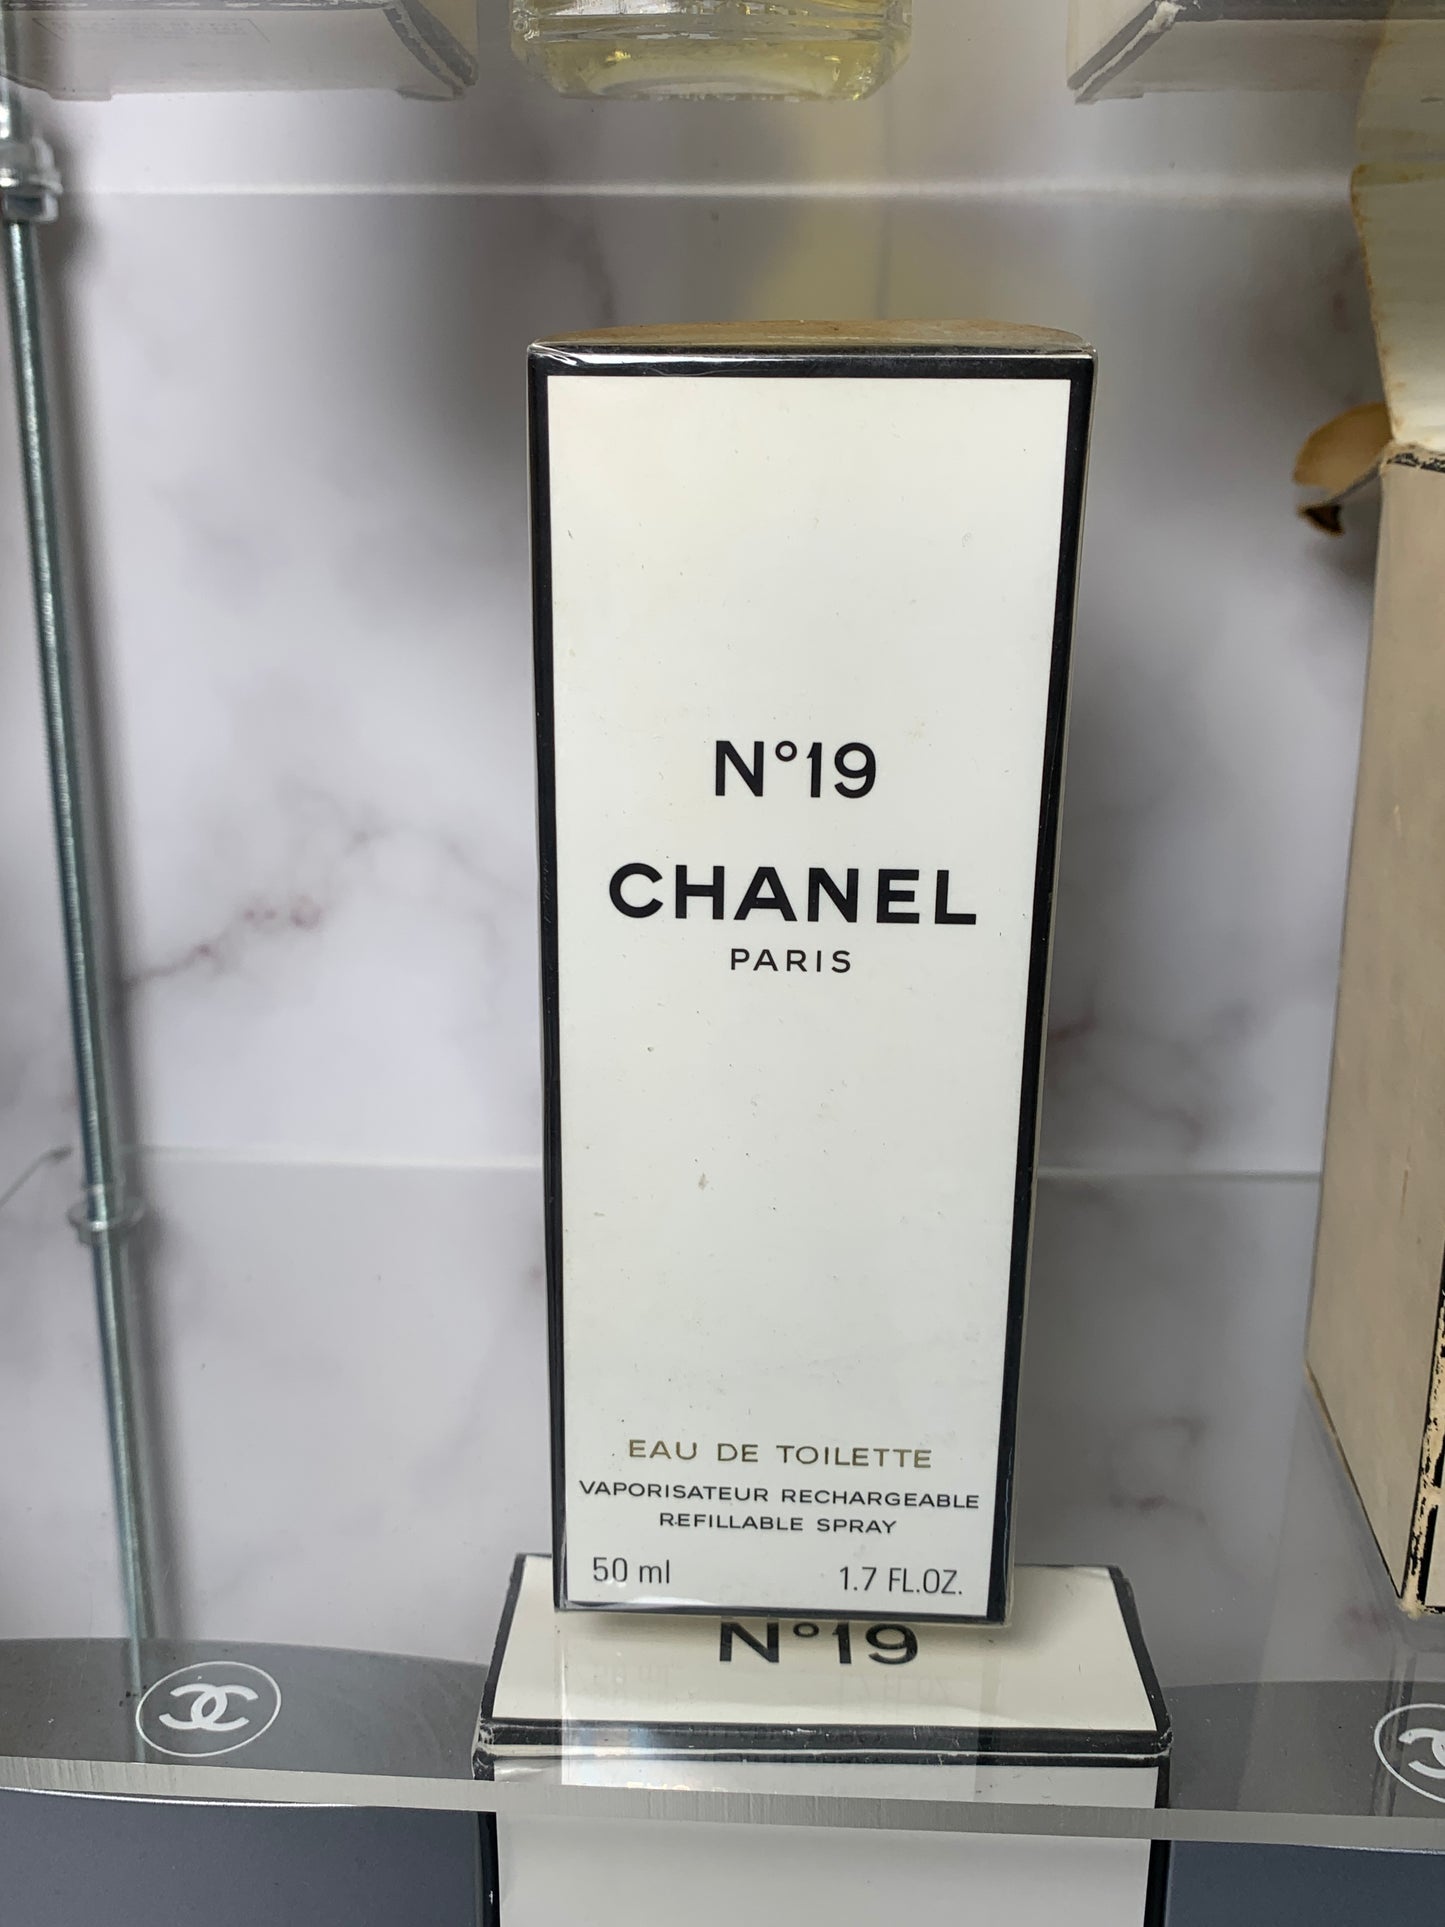 N°19
CHANEL
PARIS
EAU DE TOILETTE
VAPORISATEUR RECHARGEABLE
REFILLABLE SPRAY
50 ml 1.7 FL.OZ.
N°19